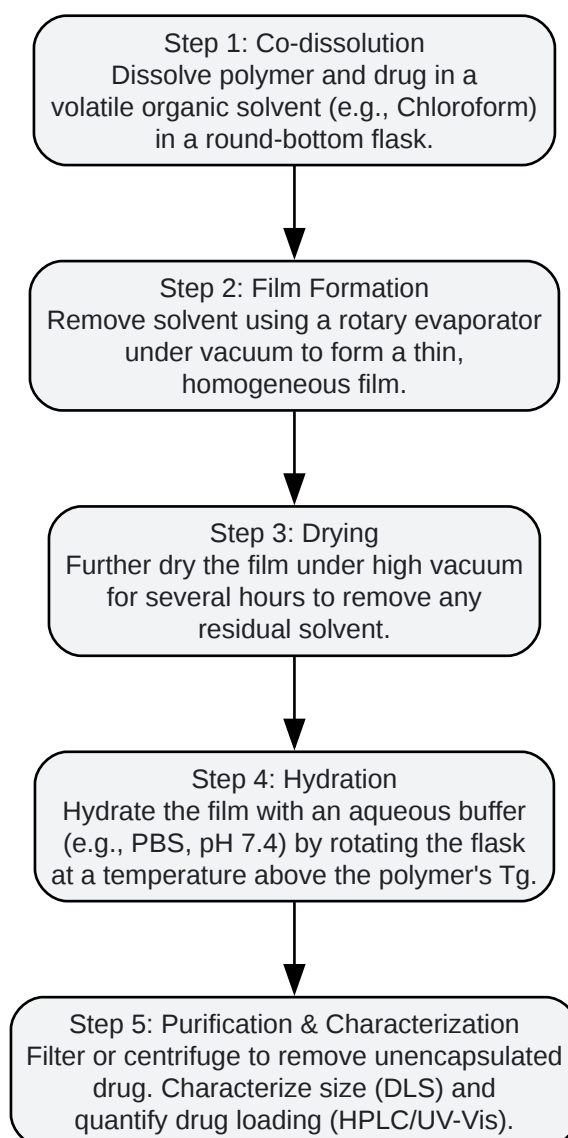 Step 1: Co-dissolution
Dissolve polymer and drug in a
volatile organic solvent (e.g., Chloroform)
in a round-bottom flask.
Step 2: Film Formation
Remove solvent using a rotary evaporator
under vacuum to form a thin,
homogeneous film.
Step 3: Drying
Further dry the film under high vacuum
for several hours to remove any
residual solvent.
Step 4: Hydration
Hydrate the film with an aqueous buffer
(e.g., PBS, pH 7.4) by rotating the flask
at a temperature above the polymer's Tg.
Step 5: Purification & Characterization
Filter or centrifuge to remove unencapsulated
drug. Characterize size (DLS) and
quantify drug loading (HPLC/UV-Vis).